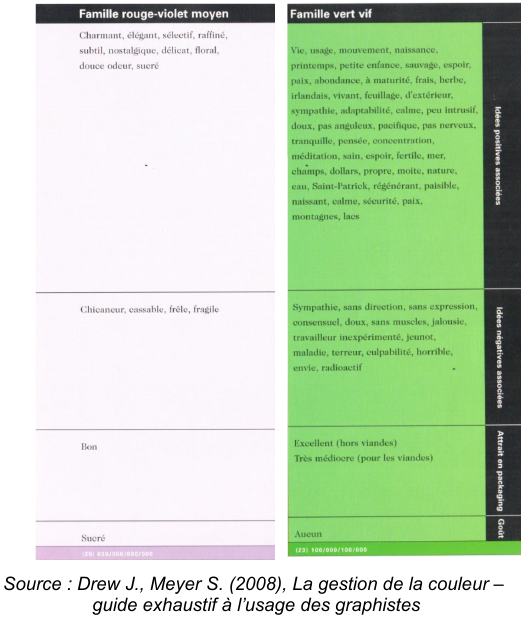 Famille rouge-violet moyen
Charmant, élégant, sélectif, raffiné,
subtil, nostalgique, délicat, floral,
douce odeur, sucré
Chicaneur, cassable, frêle, fragile
Bon
Sucré
Famille vert vif
Vie, usage, mouvement, naissance,
printemps, petite enfance, sauvage, espoir,
paix, abondance, à maturité, frais, herbe,
irlandais, vivant, feuillage, d'extérieur,
sympathie, adaptabilité, calme, peu intrusif,
doux, pas anguleux, pacifique, pas nerveux,
tranquille, pensée, concentration,
méditation, sain, espoir, fertile, mer,
champs, dollars, propre, moite, nature,
eau, Saint-Patrick, régénérant, paisible,
naissant, calme, sécurité, paix,
montagnes, lacs
Idées positives associées
Sympathie, sans direction, sans expression,
consensuel, doux, sans muscles, jalousie,
travailleur inexpérimenté, jeunot,
maladie, terreur, culpabilité, horrible,
envie, radioactif
Idées négatives associées
Excellent (hors viandes)
Très médiocre (pour les viandes)
Attrait en packaging
Aucun
Goût
(23) 100/000/100/000
Source : Drew J., Meyer S. (2008), La gestion de la couleur –
guide exhaustif à l'usage des graphistes